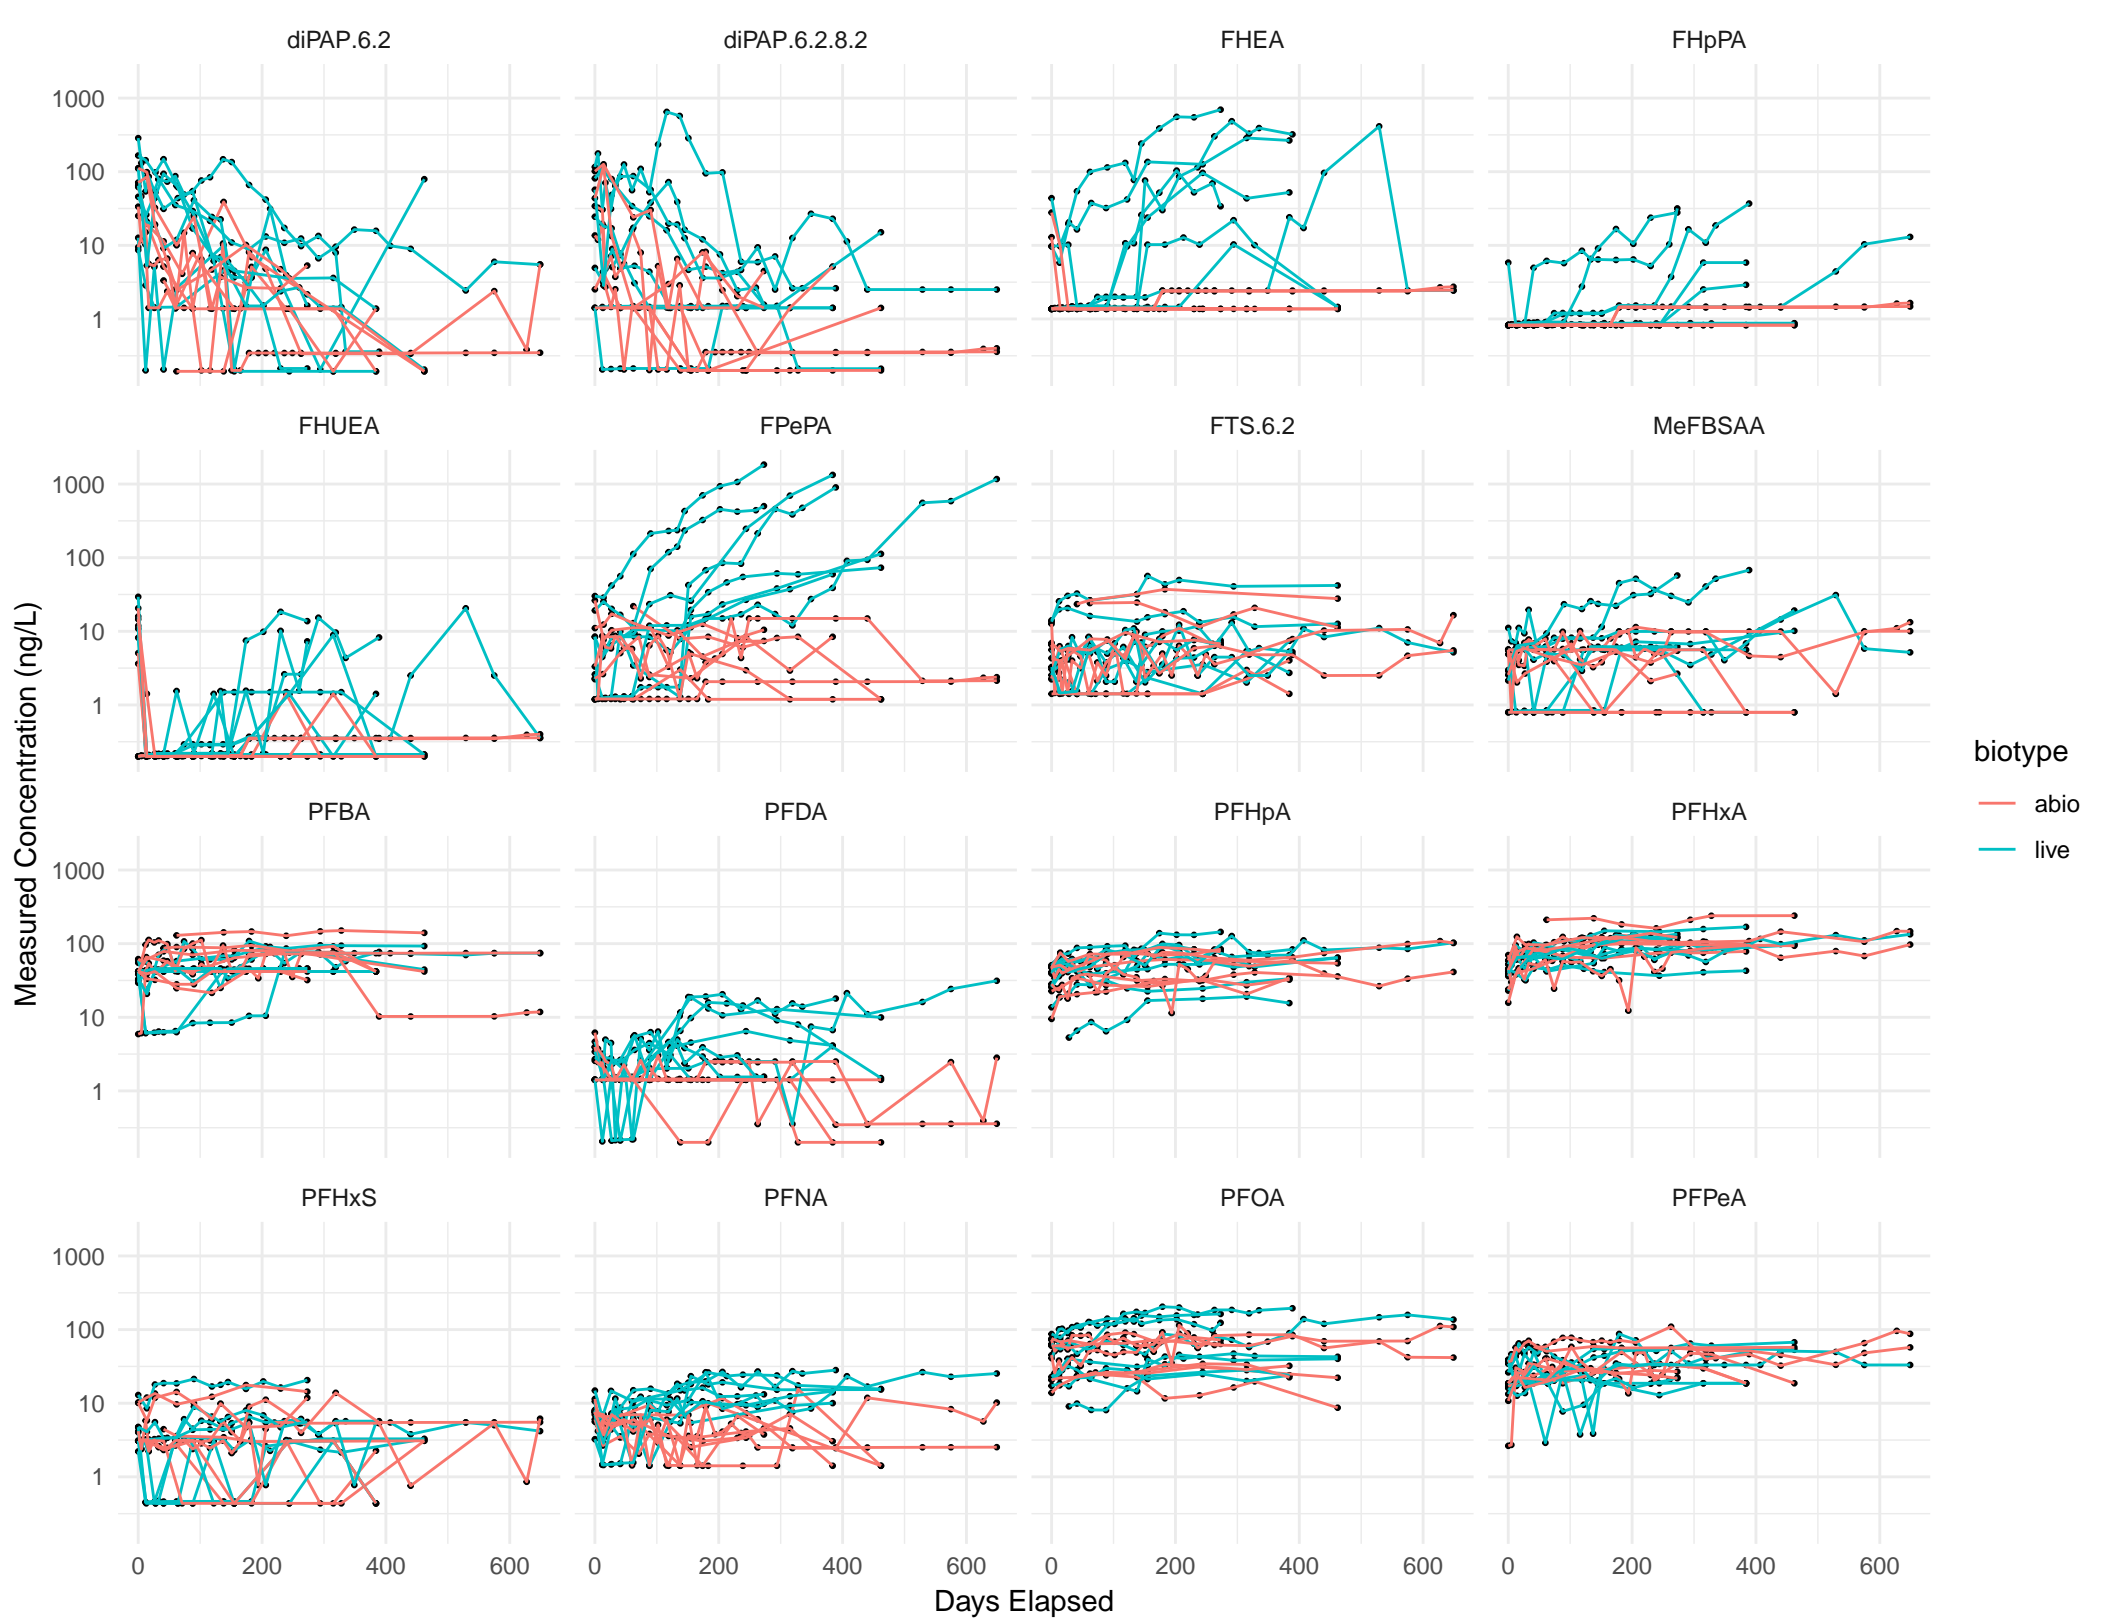 diPAP.6.2 diPAP.6.2.8.2 FHEA FHpPA
1000
100
10
1
FHUEA FPePA FTS.6.2 MeFBSAA
1000
100
10
1
Measured Concentration (ng/L)
biotype
abio
live
PFBA PFDA PFHpA PFHxA
1000
100
10
1
PFHxS PFNA PFOA PFPeA
1000
100
10
1
0 200 400 600 0 200 400 600 0 200 400 600 0 200 400 600
Days Elapsed